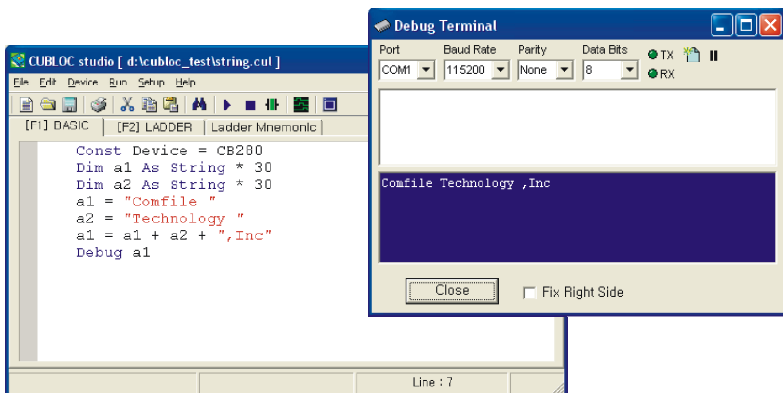 CUBLOC studio [ d:\cubloc_test\string.cul ]
File Edit Device Run Setup Help
[F1] BASIC [F2] LADDER Ladder Mnemonic
Const Device = CB280
Dim a1 As String * 30
Dim a2 As String * 30
a1 = "Comfile "
a2 = "Technology "
a1 = a1 + a2 + ",Inc"
Debug a1
Line : 7
Debug Terminal
Port Baud Rate Parity Data Bits
COM1 115200 None 8
TX
RX
Comfile Technology ,Inc
Close Fix Right Side